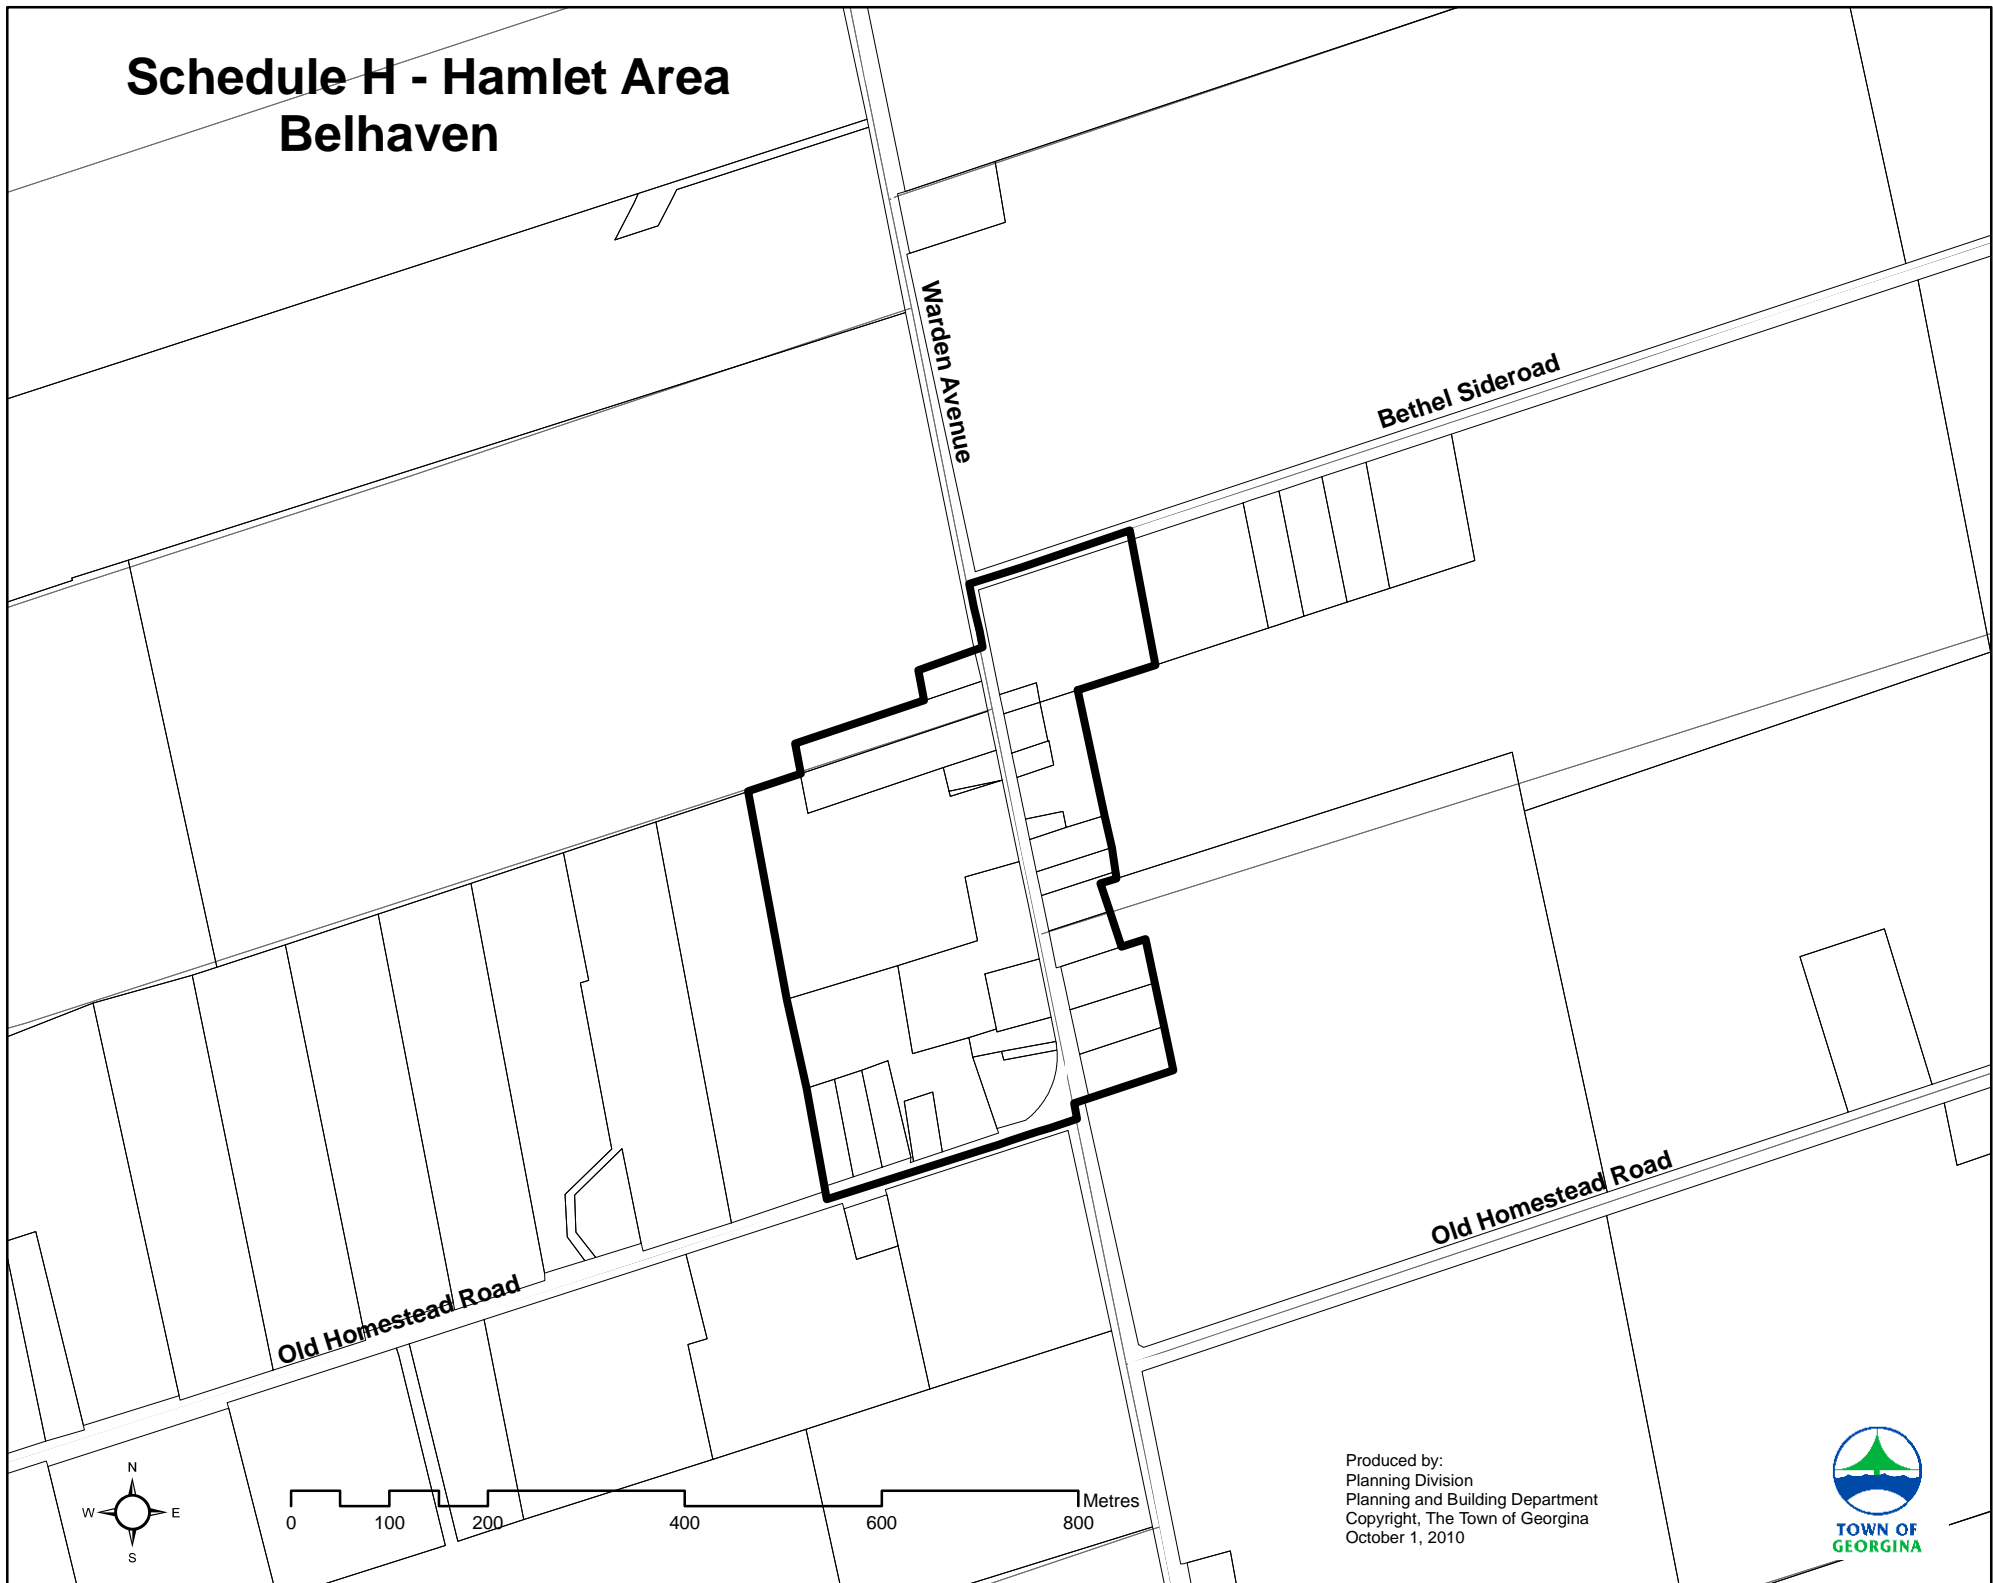 Schedule H - Hamlet Area
Belhaven
Warden Avenue
Bethel Sideroad
Old Homestead Road
Old Homestead Road
N
W E
S
0 100 200 400 600 800
Metres
Produced by:
Planning Division
Planning and Building Department
Copyright, The Town of Georgina
October 1, 2010
TOWN OF
GEORGINA